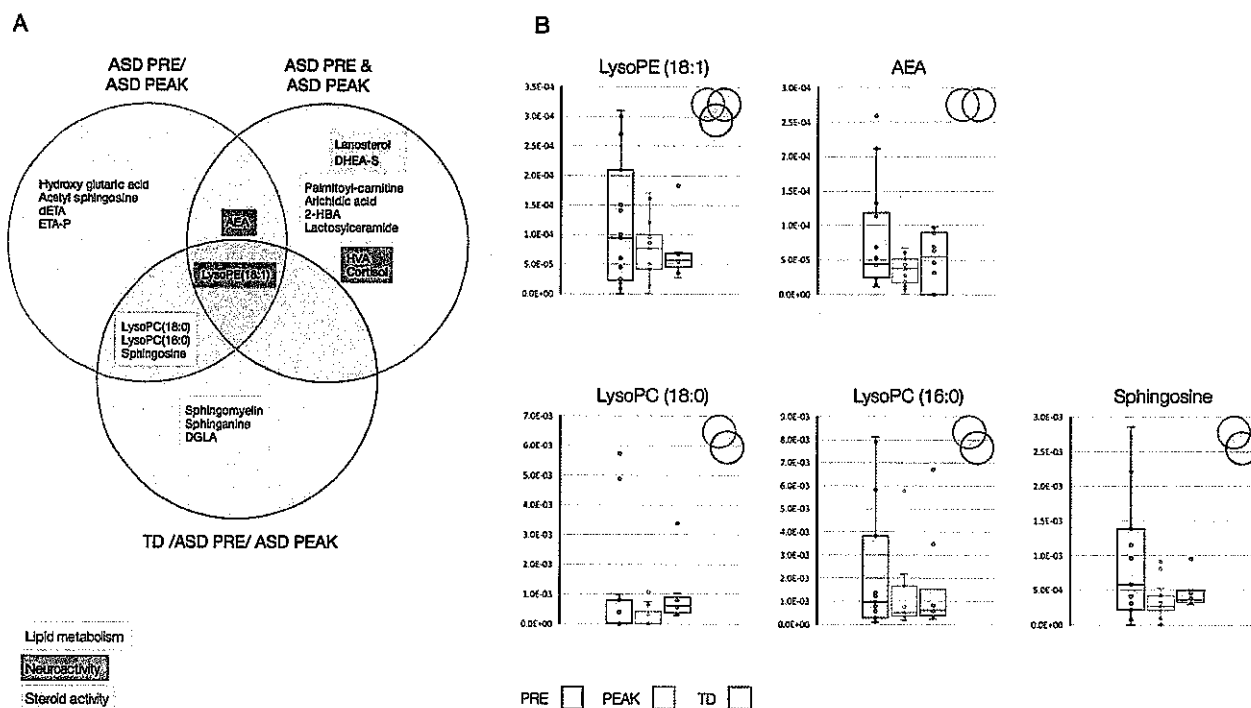 A
ASD PRE/
ASD PEAK
ASD PRE &
ASD PEAK
Lanosterol
DHEA-S
Hydroxy glutaric acid
Acetyl sphingosine
dETA
ETA-P
Palmitoyl-carnitine
Arichidic acid
2-HBA
Lactosylceramide
AEA
HVA
Cortisol
LysoPE(18:1)
LysoPC(18:0)
LysoPC(16:0)
Sphingosine
Sphingomyelin
Sphinganine
DGLA
TD /ASD PRE/ ASD PEAK
Lipid metabolism
Neuroactivity
Steroid activity
B
LysoPE (18:1)
3.5E-04
3.0E-04
2.5E-04
2.0E-04
1.5E-04
1.0E-04
5.0E-05
0.0E+00
AEA
3.0E-04
2.5E-04
2.0E-04
1.5E-04
1.0E-04
5.0E-05
0.0E+00
LysoPC (18:0)
7.0E-03
6.0E-03
5.0E-03
4.0E-03
3.0E-03
2.0E-03
1.0E-03
0.0E+00
LysoPC (16:0)
9.0E-03
8.0E-03
7.0E-03
6.0E-03
5.0E-03
4.0E-03
3.0E-03
2.0E-03
1.0E-03
0.0E+00
Sphingosine
3.0E-03
2.5E-03
2.0E-03
1.5E-03
1.0E-03
5.0E-04
0.0E+00
PRE PEAK TD